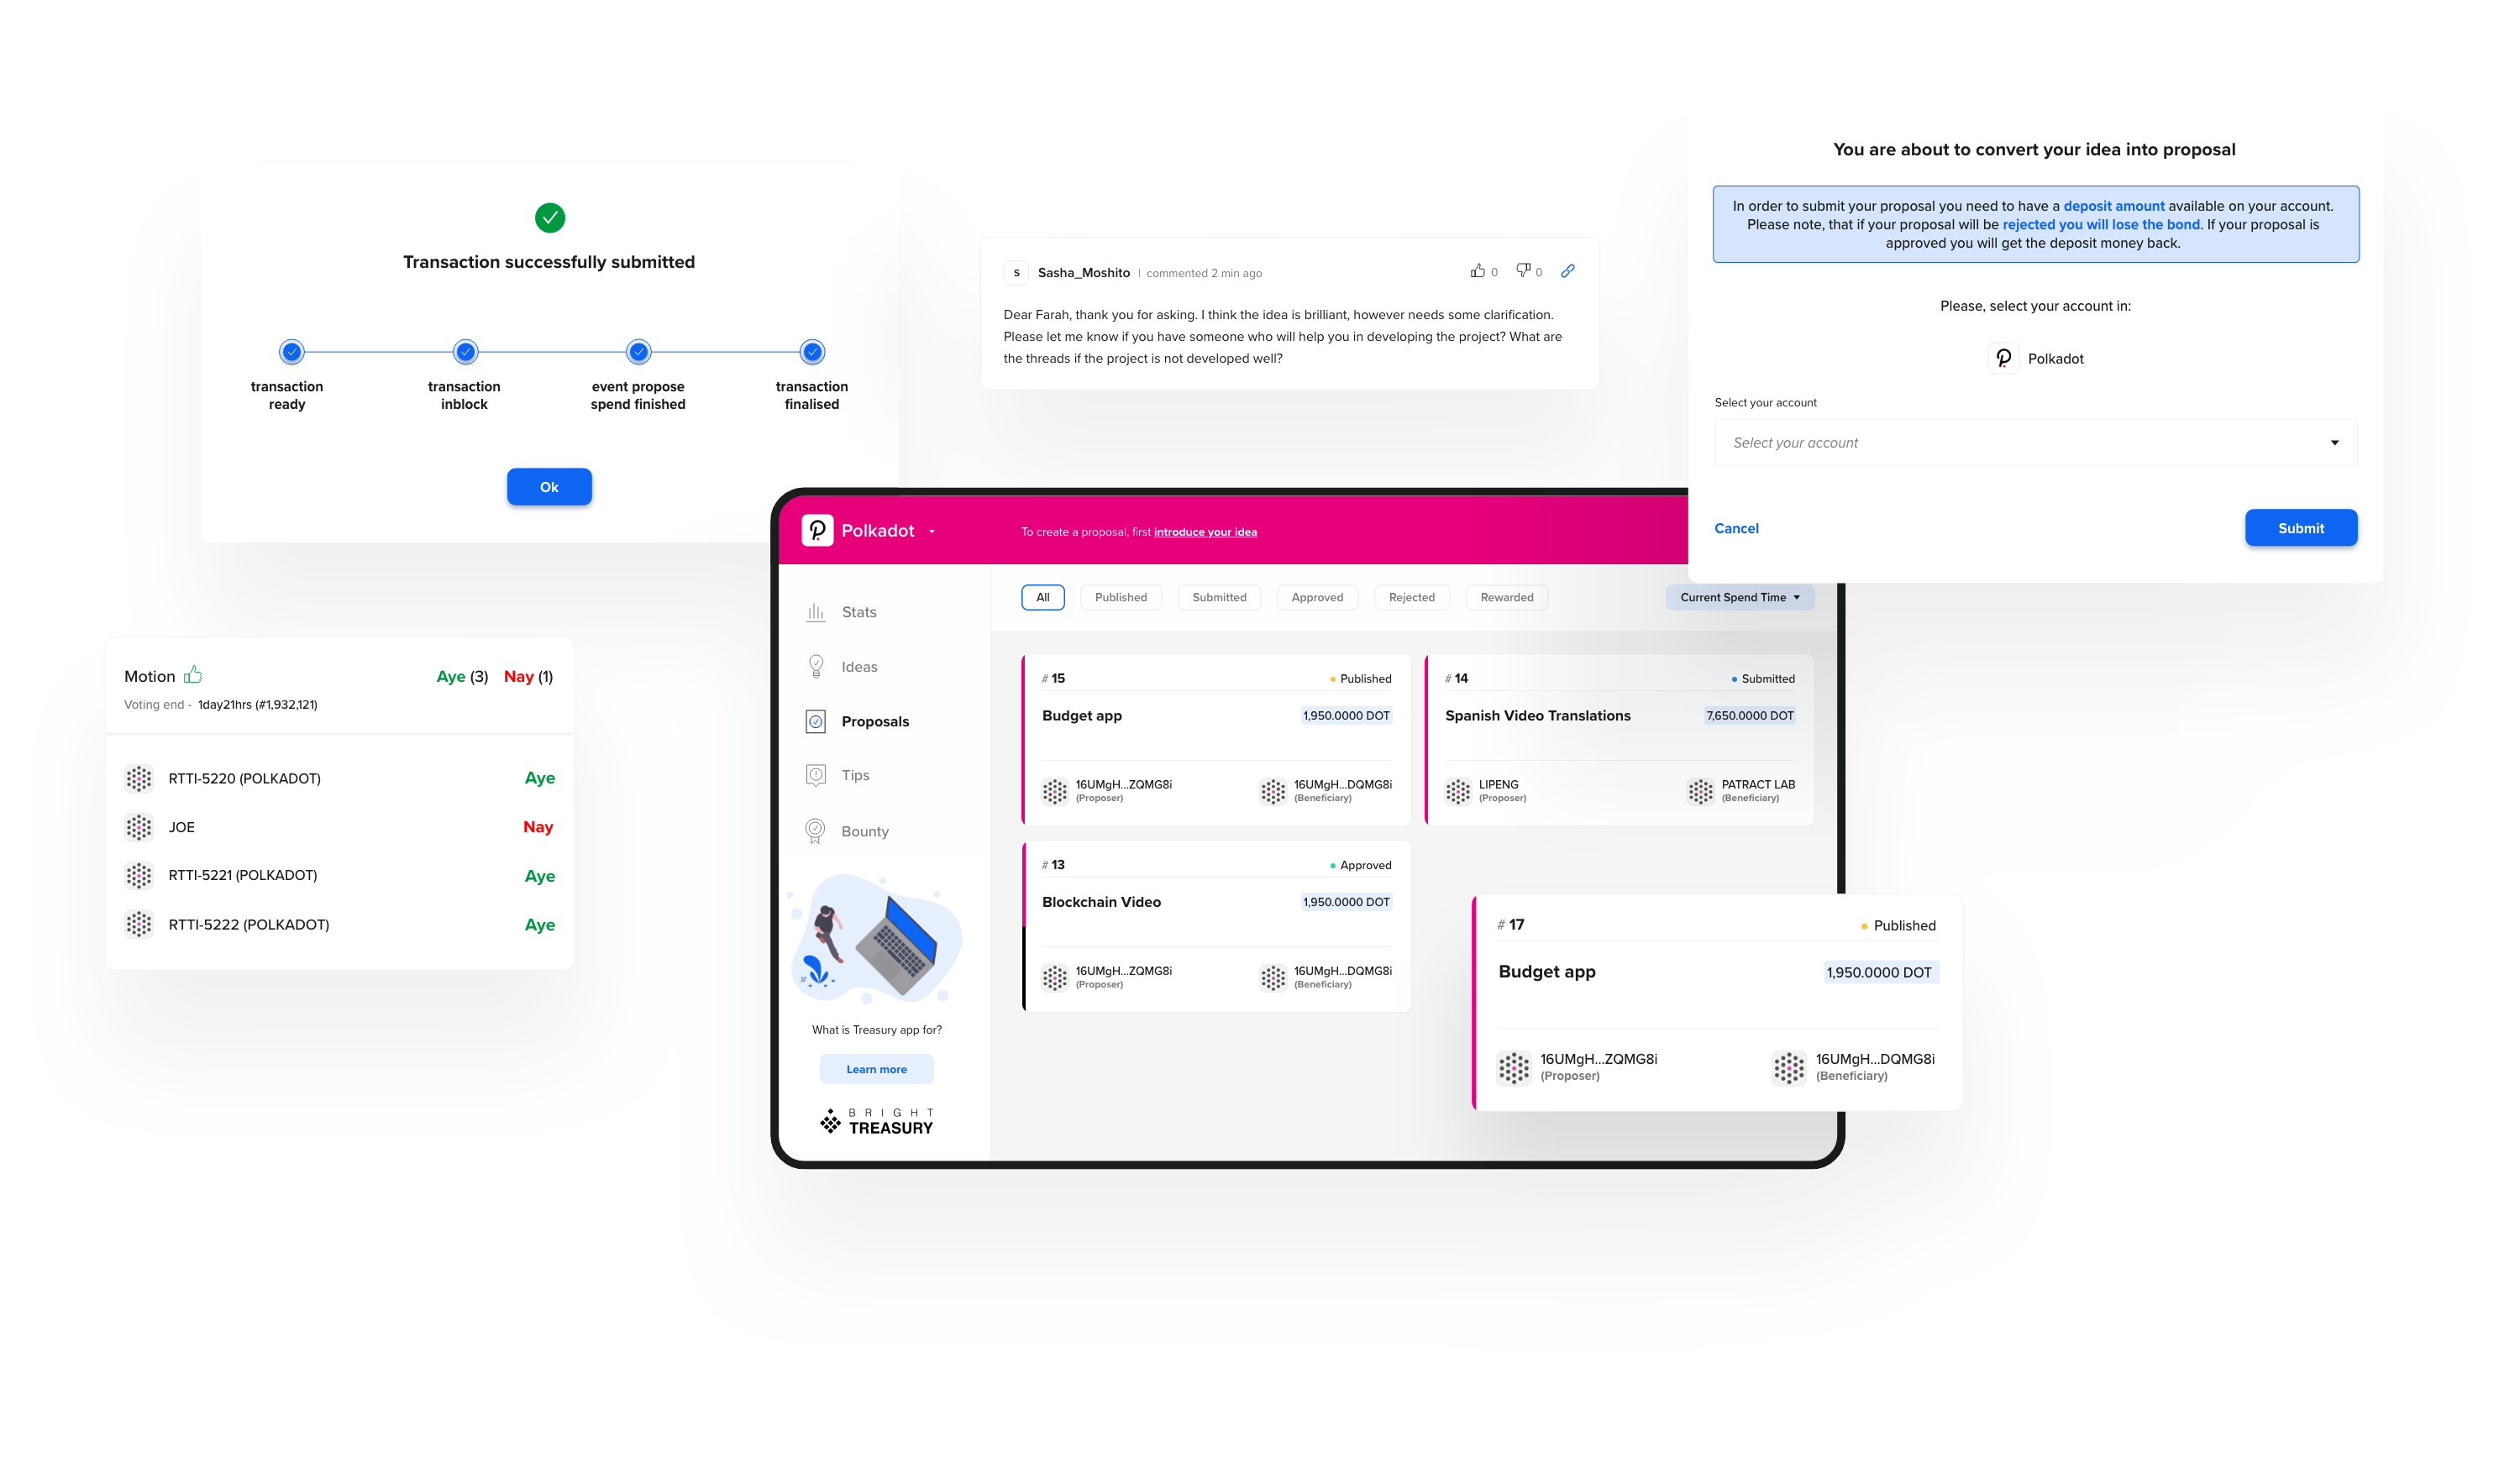 Transaction successfully submitted
transaction
ready
transaction
inblock
event propose
spend finished
transaction
finalised
Ok
S Sasha_Moshito | commented 2 min ago 0 0
Dear Farah, thank you for asking. I think the idea is brilliant, however needs some clarification.
Please let me know if you have someone who will help you in developing the project? What are
the threads if the project is not developed well?
You are about to convert your idea into proposal
In order to submit your proposal you need to have a deposit amount available on your account.
Please note, that if your proposal will be rejected you will lose the bond. If your proposal is
approved you will get the deposit money back.
Please, select your account in:
Polkadot
Select your account
Select your account
Cancel
Submit
Motion Aye (3) Nay (1)
Voting end - 1day21hrs (#1,932,121)
RTTI-5220 (POLKADOT) Aye
JOE Nay
RTTI-5221 (POLKADOT) Aye
RTTI-5222 (POLKADOT) Aye
Polkadot
To create a proposal, first introduce your idea
Stats
Ideas
Proposals
Tips
Bounty
What is Treasury app for?
Learn more
BRIGHT
TREASURY
All Published Submitted Approved Rejected Rewarded Current Spend Time
# 15 Published
Budget app 1,950.0000 DOT
16UMgH...ZQMG8i 16UMgH...DQMG8i
(Proposer) (Beneficiary)
# 14 Submitted
Spanish Video Translations 7,650.0000 DOT
LIPENG PATRACT LAB
(Proposer) (Beneficiary)
# 13 Approved
Blockchain Video 1,950.0000 DOT
16UMgH...ZQMG8i 16UMgH...DQMG8i
(Proposer) (Beneficiary)
# 17 Published
Budget app 1,950.0000 DOT
16UMgH...ZQMG8i 16UMgH...DQMG8i
(Proposer) (Beneficiary)